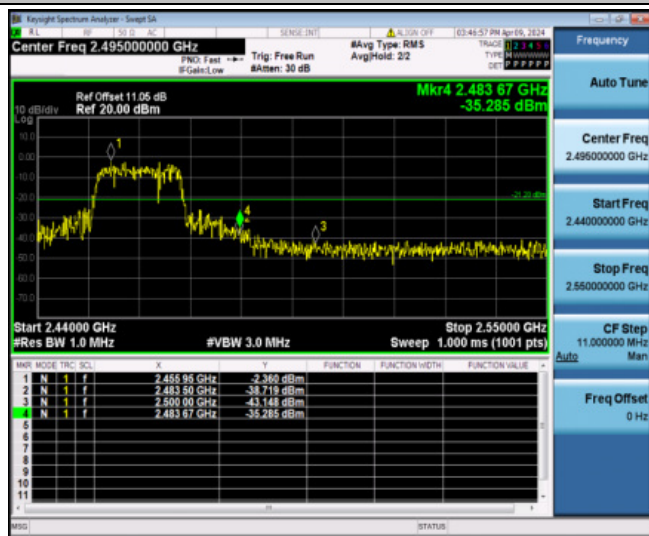 Keysight Spectrum Analyzer - Swept SA
RL RF 50 Ω AC SENSE:INT ALIGN OFF 03:46:57 PM Apr 09, 2024
Center Freq 2.495000000 GHz
PNO: Fast
IFGain:Low
Trig: Free Run
#Atten: 30 dB
#Avg Type: RMS
Avg|Hold: 2/2
TRACE 1 2 3 4 5 6
TYPE
DET P P P P P P
Mkr4 2.483 67 GHz
-35.285 dBm
Ref Offset 11.05 dB
10 dB/div Ref 20.00 dBm
Log
10.0
0.00
-10.0
-20.0
-30.0
-40.0
-50.0
-60.0
-70.0
1
4
3
-21.20 dBm
Start 2.44000 GHz Stop 2.55000 GHz
#Res BW 1.0 MHz #VBW 3.0 MHz Sweep 1.000 ms (1001 pts)
MKR MODE TRC SCL X Y FUNCTION FUNCTION WIDTH FUNCTION VALUE
1 N 1 f 2.455 95 GHz -2.360 dBm
2 N 1 f 2.483 50 GHz -38.719 dBm
3 N 1 f 2.500 00 GHz -43.148 dBm
4 N 1 f 2.483 67 GHz -35.285 dBm
5
6
7
8
9
10
11
MSG STATUS
Frequency
Auto Tune
Center Freq
2.495000000 GHz
Start Freq
2.440000000 GHz
Stop Freq
2.550000000 GHz
CF Step
11.000000 MHz
Auto Man
Freq Offset
0 Hz